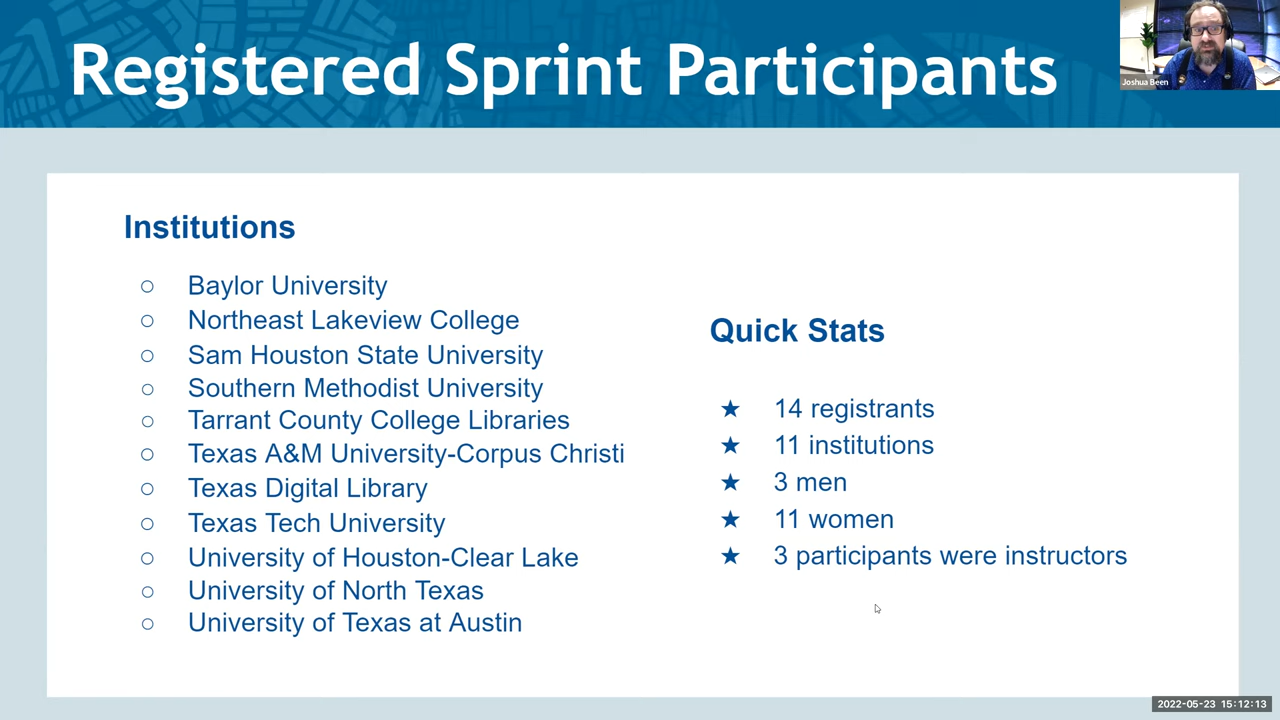 Registered Sprint Participants
Joshua Been
Institutions
○ Baylor University
○ Northeast Lakeview College
○ Sam Houston State University
○ Southern Methodist University
○ Tarrant County College Libraries
○ Texas A&M University-Corpus Christi
○ Texas Digital Library
○ Texas Tech University
○ University of Houston-Clear Lake
○ University of North Texas
○ University of Texas at Austin
Quick Stats
★ 14 registrants
★ 11 institutions
★ 3 men
★ 11 women
★ 3 participants were instructors
2022-05-23 15:12:13